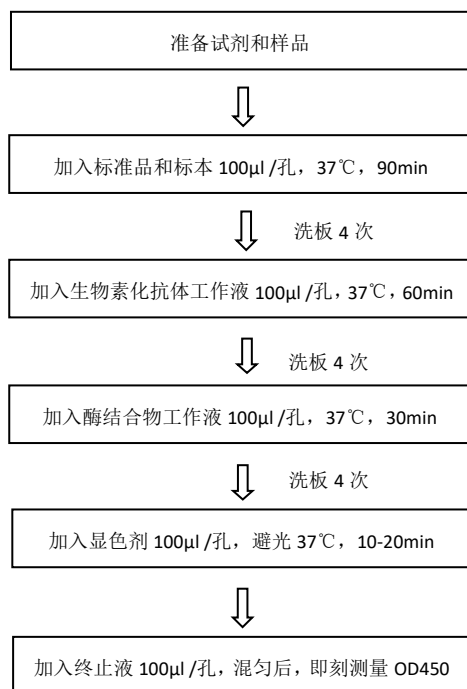 准备试剂和样品
加入标准品和标本 100μl /孔，37℃，90min
洗板 4 次
加入生物素化抗体工作液 100μl /孔，37℃，60min
洗板 4 次
加入酶结合物工作液 100μl /孔，37℃，30min
洗板 4 次
加入显色剂 100μl /孔，避光 37℃，10-20min
加入终止液 100μl /孔，混匀后，即刻测量 OD450